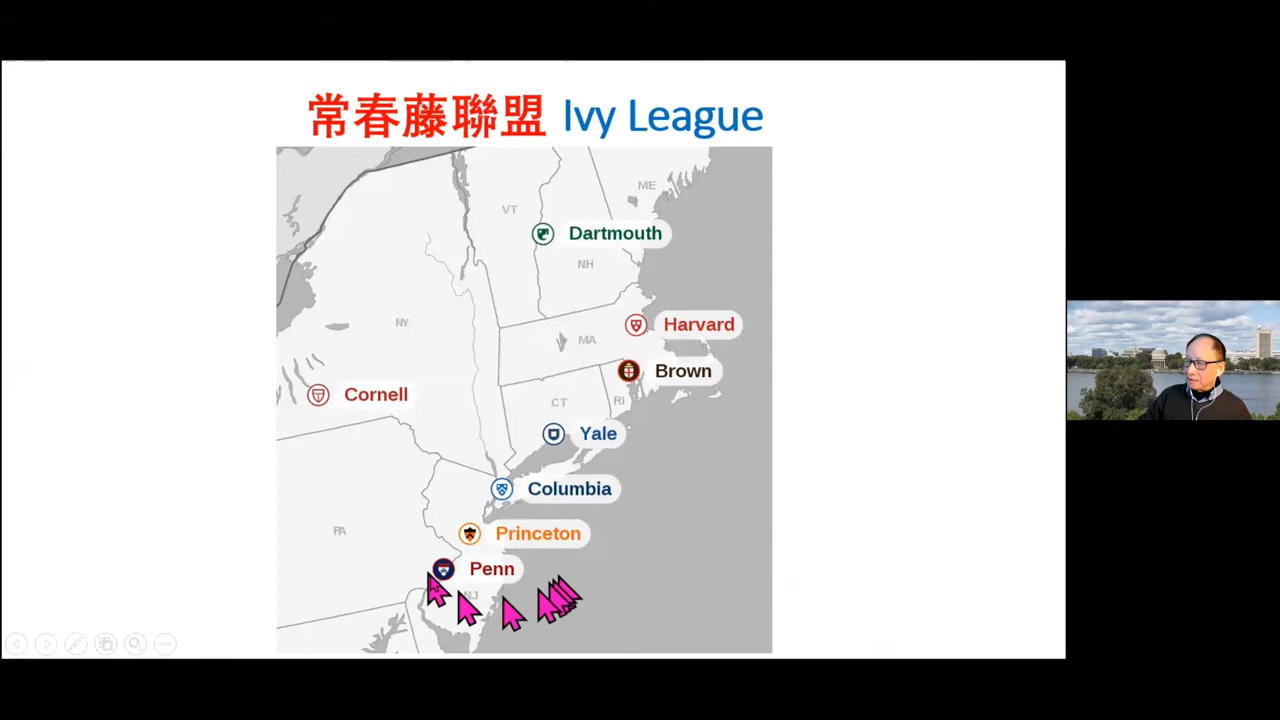 常春藤聯盟 Ivy League
ME
VT
Dartmouth
NH
NY
Harvard
MA
Brown
Cornell
CT
RI
Yale
Columbia
PA
Princeton
Penn
NJ